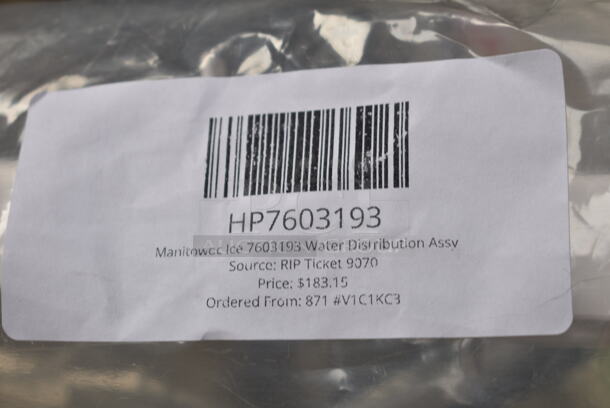 HP7603193
Manitowoc Ice 7603193 Water Distribution Assy
Source: RIP Ticket 9070
Price: $183.15
Ordered From: 871 #V1C1KC3